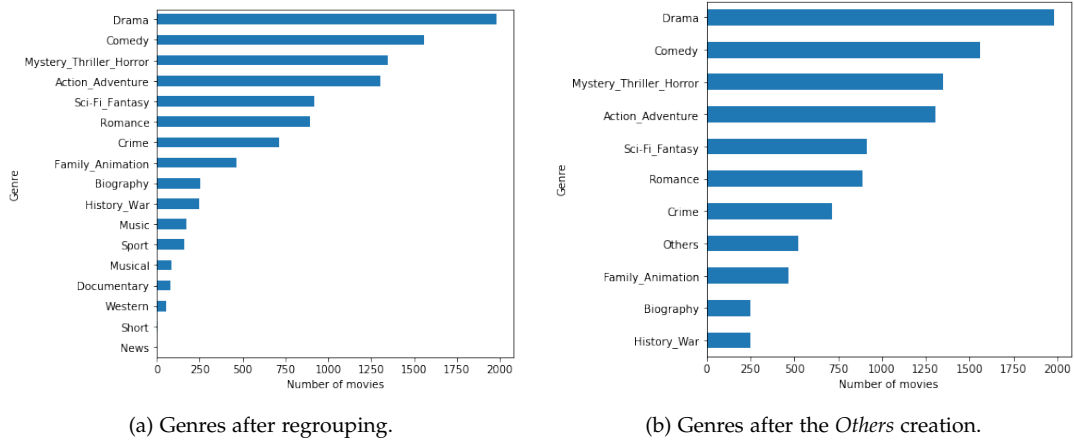 Drama
Comedy
Mystery_Thriller_Horror
Action_Adventure
Sci-Fi_Fantasy
Romance
Crime
Family_Animation
Biography
History_War
Music
Sport
Musical
Documentary
Western
Short
News
Genre
0 250 500 750 1000 1250 1500 1750 2000
Number of movies
(a) Genres after regrouping.
Drama
Comedy
Mystery_Thriller_Horror
Action_Adventure
Sci-Fi_Fantasy
Romance
Crime
Others
Family_Animation
Biography
History_War
Genre
0 250 500 750 1000 1250 1500 1750 2000
Number of movies
(b) Genres after the Others creation.